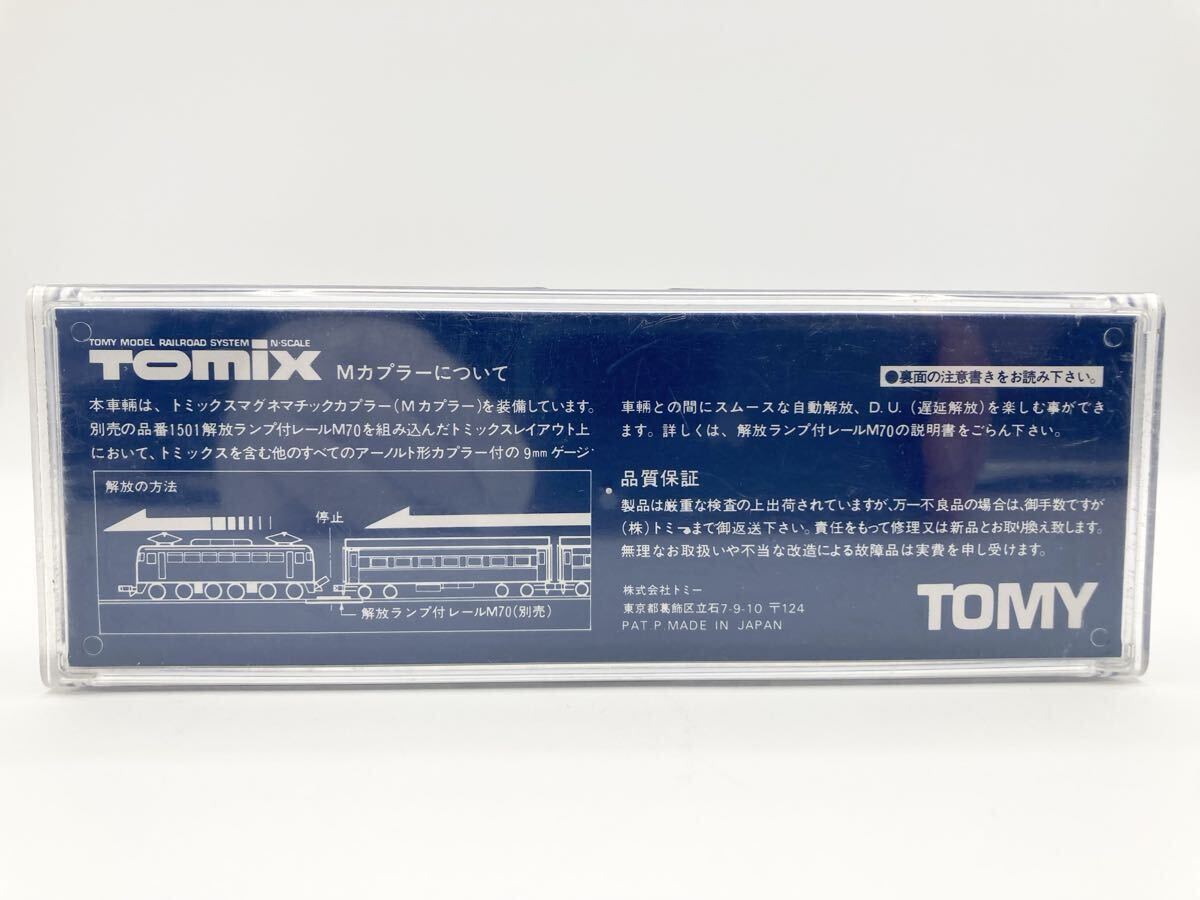 TOMY MODEL RAILROAD SYSTEM N・SCALE
TOMIX Mカプラーについて
本車輌は、トミックスマグネマチックカプラー(Mカプラー)を装備しています。
別売の品番1501解放ランプ付レールM70を組み込んだトミックスレイアウト上
において、トミックスを含む他のすべてのアーノルト形カプラー付の9mmゲージ
解放の方法
停止
解放ランプ付レールM70(別売)
●裏面の注意書きをお読み下さい。
車輌との間にスムースな自動解放、D.U.(遅延解放)を楽しむ事ができ
ます。詳しくは、解放ランプ付レールM70の説明書をごらん下さい。
品質保証
製品は厳重な検査の上出荷されていますが、万一不良品の場合は、御手数ですが
(株)トミーまで御返送下さい。責任をもって修理又は新品とお取り換え致します。
無理なお取扱いや不当な改造による故障品は実費を申し受けます。
株式会社トミー
東京都葛飾区立石7-9-10 〒124
PAT.P.MADE IN JAPAN
TOMY